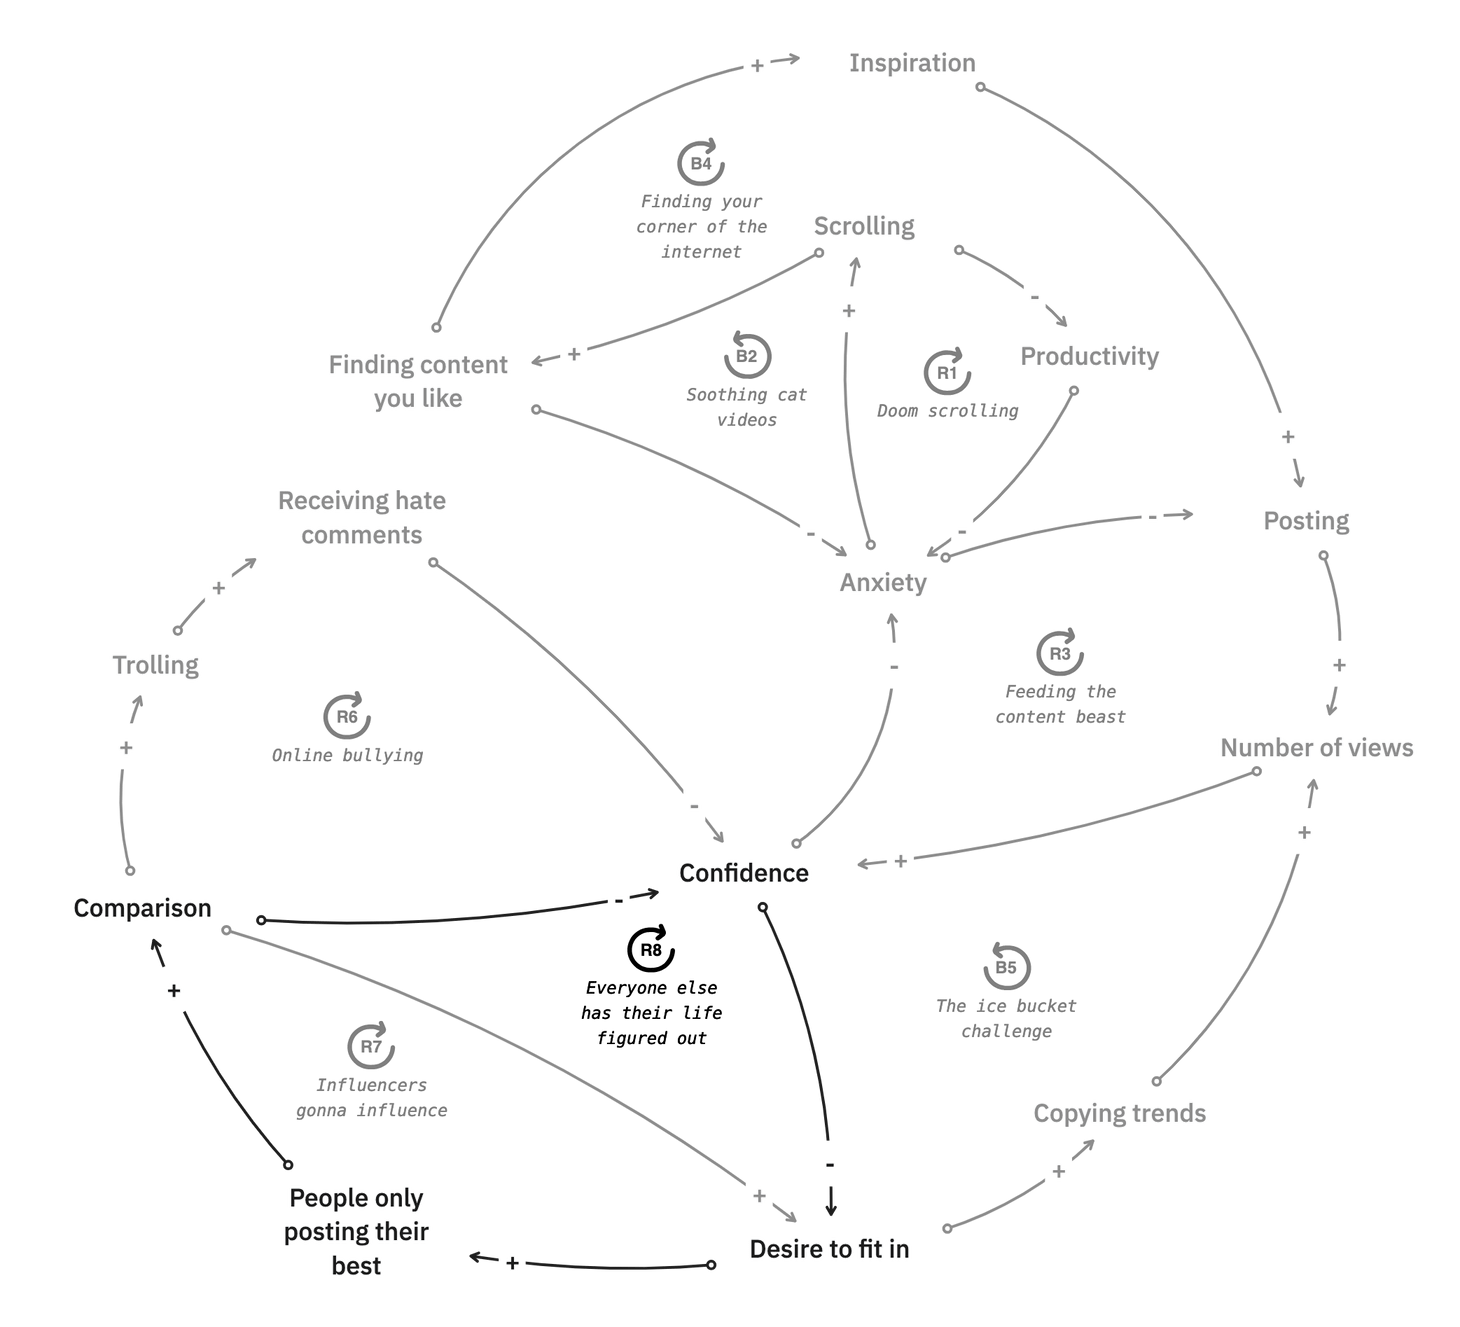 Inspiration
+
B4
Finding your
corner of the
internet
Scrolling
-
+
Finding content
you like
+
B2
Soothing cat
videos
R1
Doom scrolling
Productivity
+
-
-
-
Receiving hate
comments
Posting
Anxiety
+
Trolling
-
R3
Feeding the
content beast
+
R6
Online bullying
+
Number of views
-
+
+
Confidence
Comparison
-
R8
Everyone else
has their life
figured out
B5
The ice bucket
challenge
+
R7
Influencers
gonna influence
Copying trends
-
+
+
People only
posting their
best
Desire to fit in
+